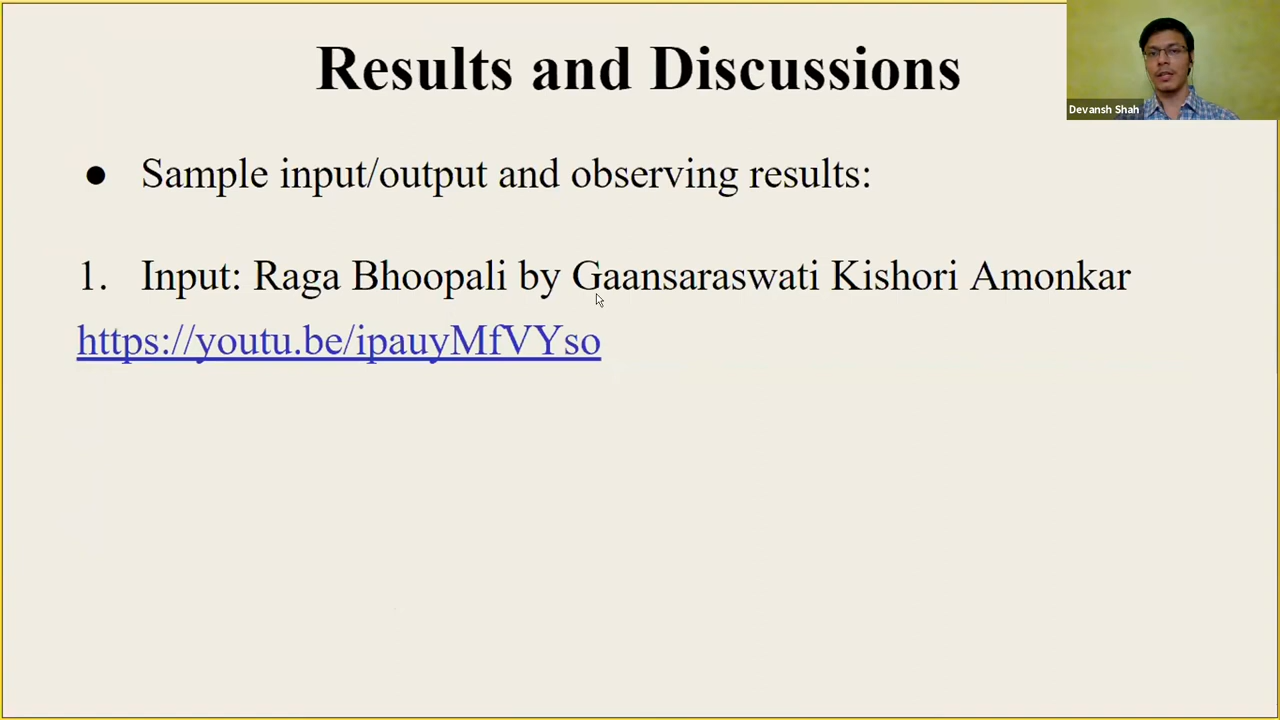 Results and Discussions
Devansh Shah
● Sample input/output and observing results:
1. Input: Raga Bhoopali by Gaansaraswati Kishori Amonkar
https://youtu.be/ipauyMfVYso